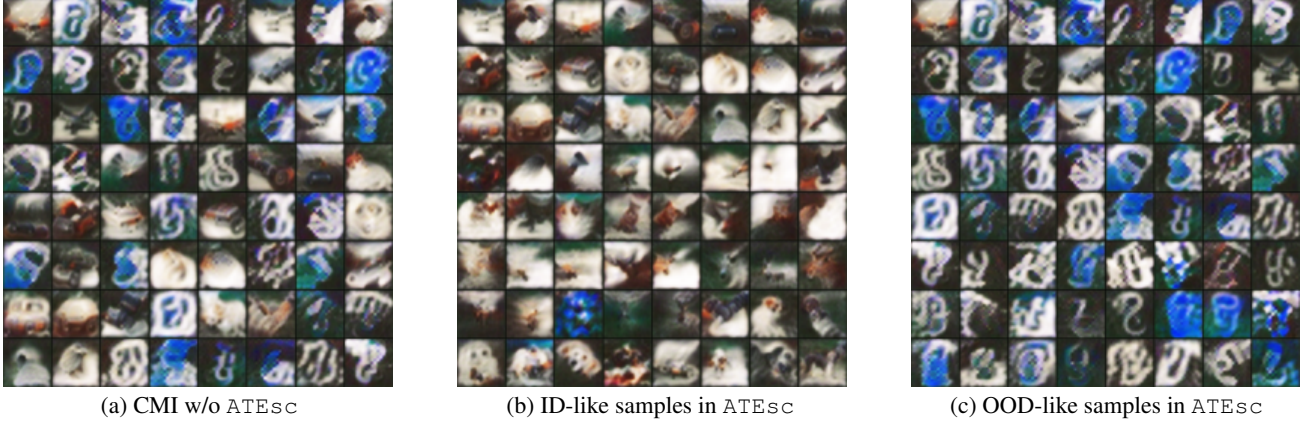 (a) CMI w/o ATEsc
(b) ID-like samples in ATEsc
(c) OOD-like samples in ATEsc